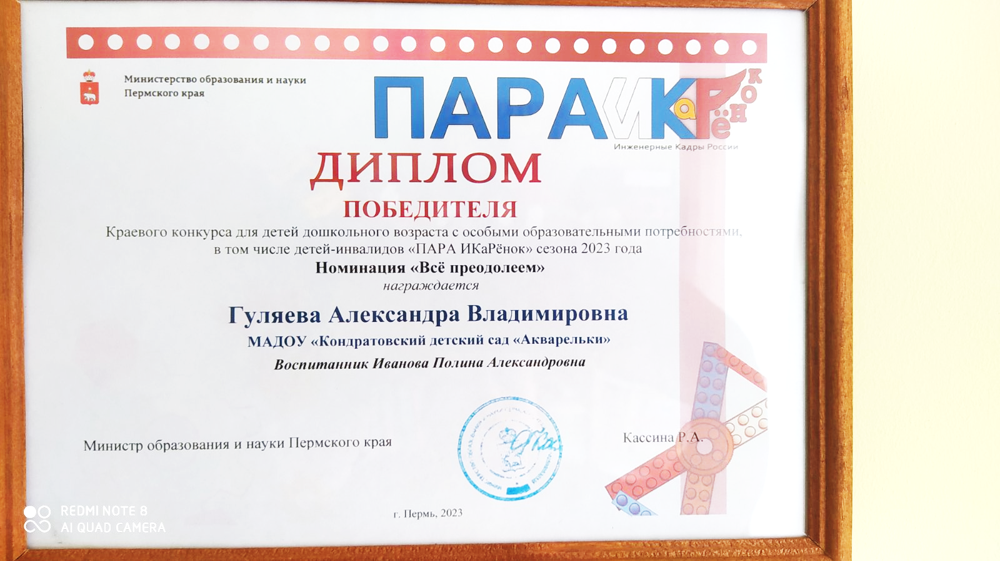 Министерство образования и науки
Пермского края
ПАРАИКаРёнок
Инженерные Кадры России
ДИПЛОМ
ПОБЕДИТЕЛЯ
Краевого конкурса для детей дошкольного возраста с особыми образовательными потребностями,
в том числе детей-инвалидов «ПАРА ИКаРёнок» сезона 2023 года
Номинация «Всё преодолеем»
награждается
Гуляева Александра Владимировна
МАДОУ «Кондратовский детский сад «Акварельки»
Воспитанник Иванова Полина Александровна
Министр образования и науки Пермского края
Кассина Р.А.
г. Пермь, 2023
REDMI NOTE 8
AI QUAD CAMERA